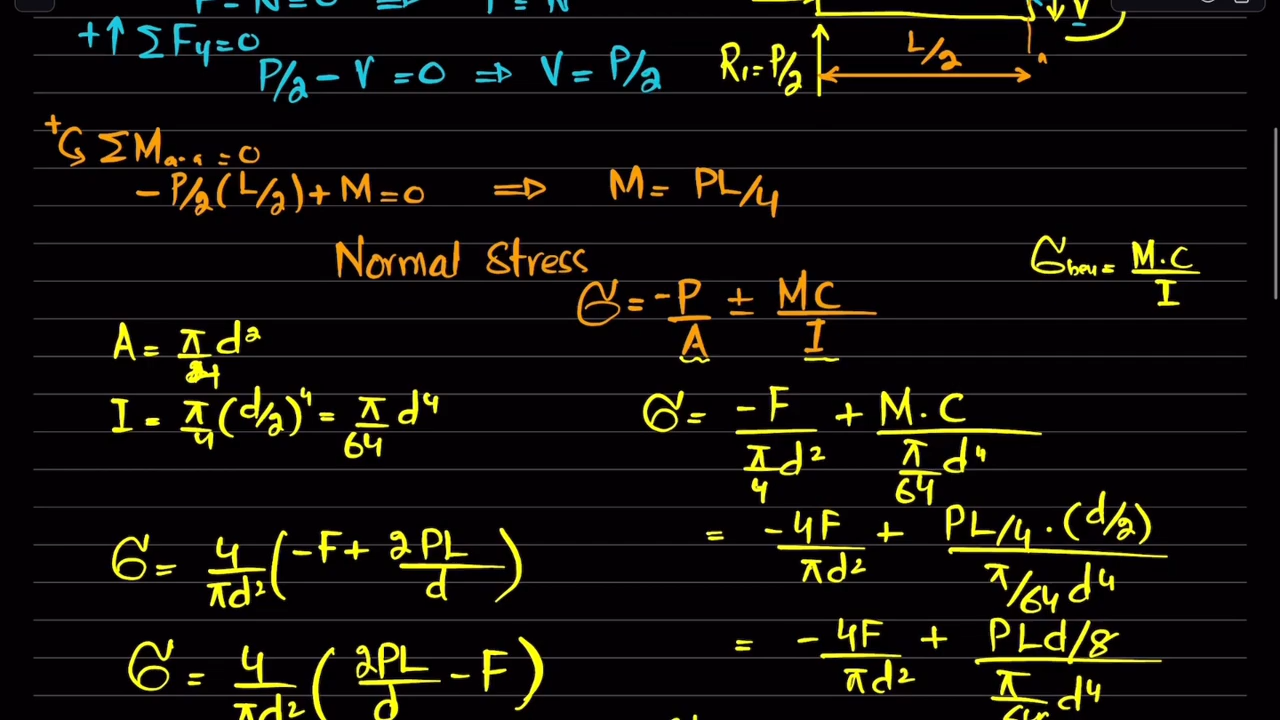 F - N = 0 ⇒ F = N
+↑ ΣFy = 0
P/2 - V = 0 ⇒ V = P/2
V
R₁ = P/2
L/2
a
+↺ ΣM a-a = 0
- P/2 (L/2) + M = 0 ⇒ M = PL/4
Normal Stress
σ = -P/A ± MC/I
σben = M.C/I
A = π/4 d²
I = π/4 (d/2)⁴ = π/64 d⁴
σ = -F/(π/4 d²) + M.C/(π/64 d⁴)
= -4F/πd² + PL/4 . (d/2)/(π/64 d⁴)
σ = 4/πd² (-F + 2PL/d)
= -4F/πd² + PLd/8/(π/64 d⁴)
σ = 4/πd² (2PL/d - F)